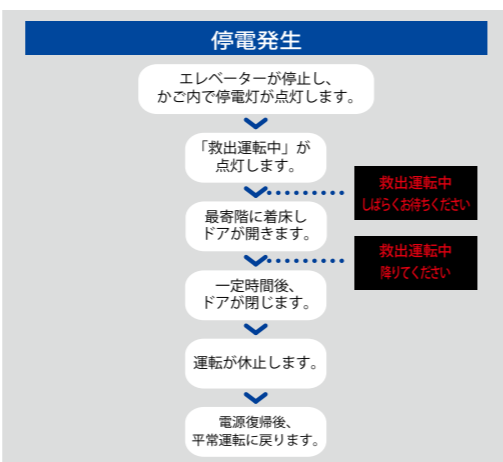 停電発生
エレベーターが停止し、
かご内で停電灯が点灯します。
「救出運転中」が
点灯します。
救出運転中
しばらくお待ちください
最寄階に着床し
ドアが開きます。
救出運転中
降りてください
一定時間後、
ドアが閉じます。
運転が休止します。
電源復帰後、
平常運転に戻ります。